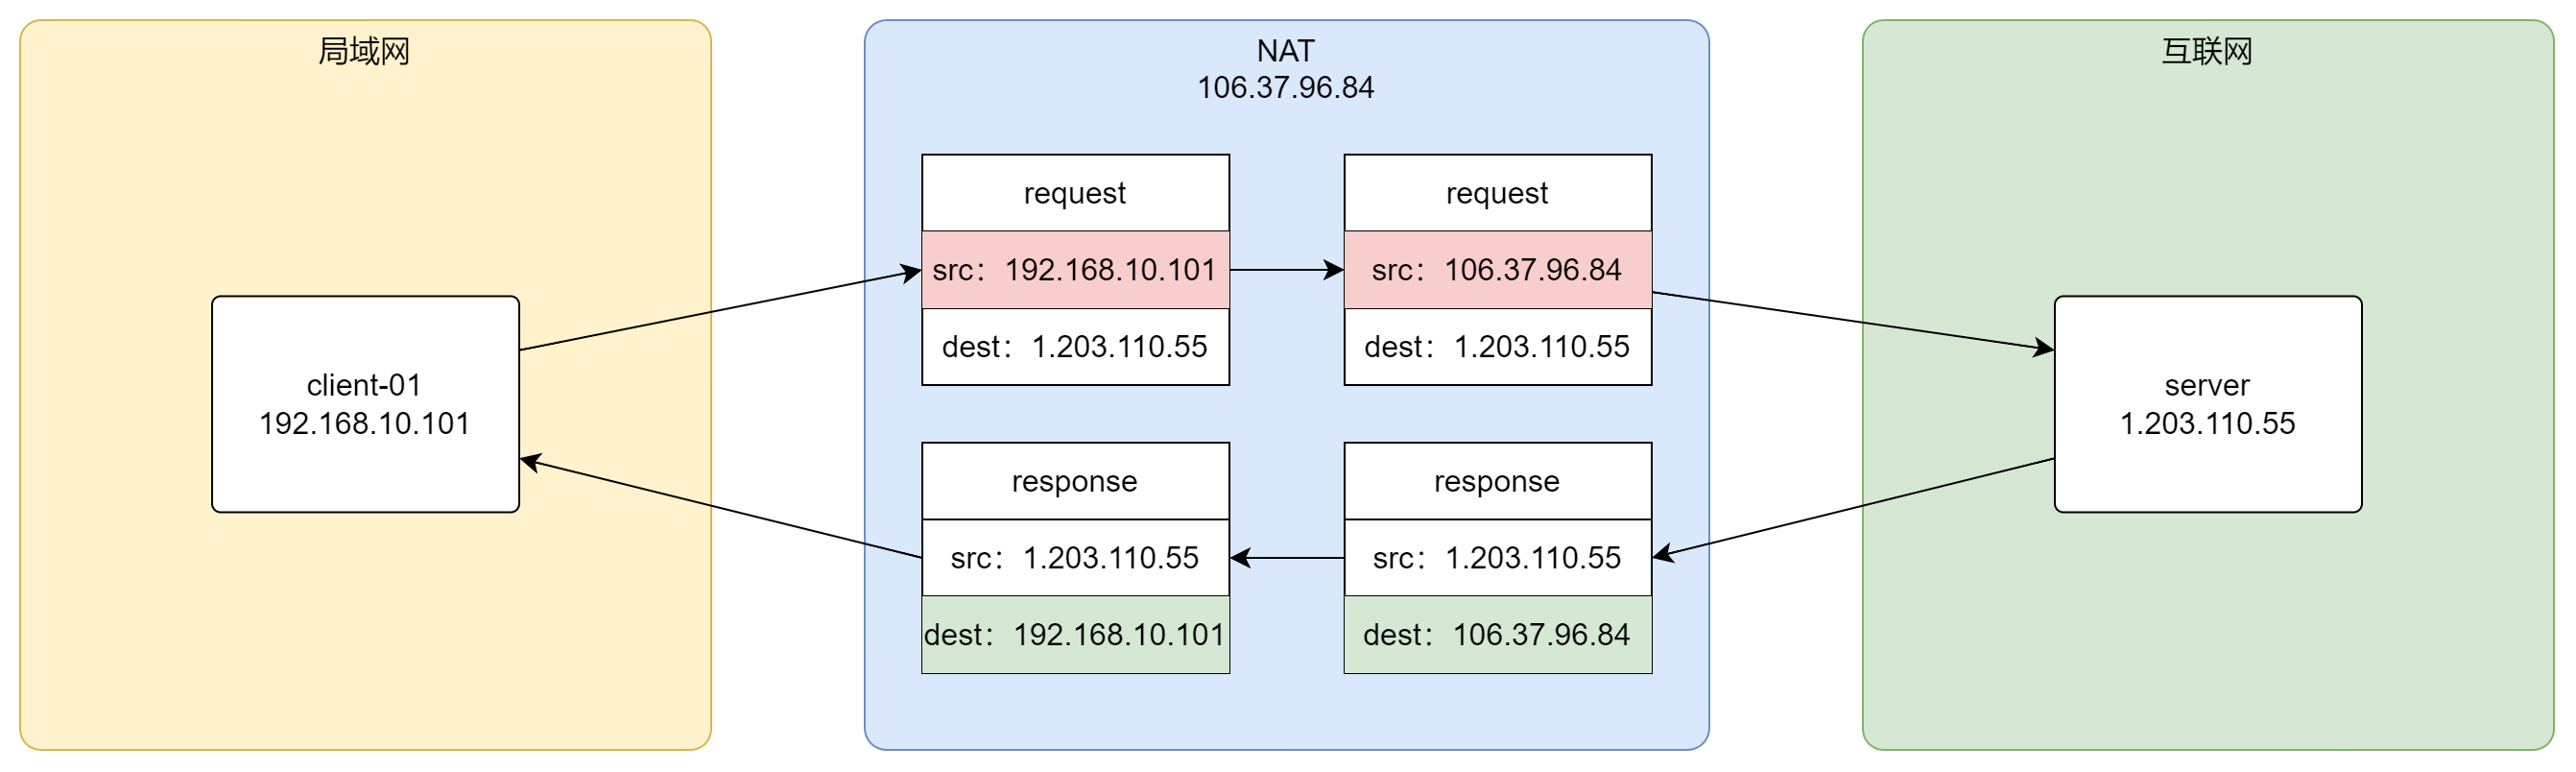 局域网
client-01
192.168.10.101
NAT
106.37.96.84
request
src：192.168.10.101
dest：1.203.110.55
request
src：106.37.96.84
dest：1.203.110.55
response
src：1.203.110.55
dest：192.168.10.101
response
src：1.203.110.55
dest：106.37.96.84
互联网
server
1.203.110.55